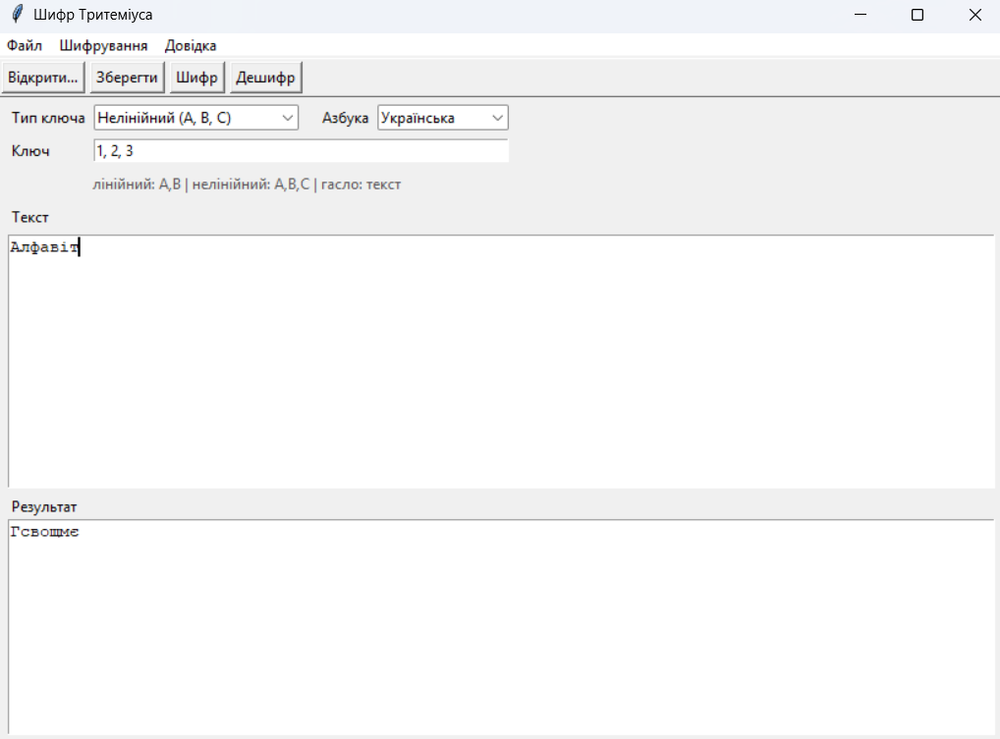 Шифр Тритеміуса
Файл Шифрування Довідка
Відкрити... Зберегти Шифр Дешифр
Тип ключа Нелінійний (A, B, C) Азбука Українська
Ключ 1, 2, 3
лінійний: A,B | нелінійний: A,B,C | гасло: текст
Текст
Алфавіт
Результат
Гсвощмє